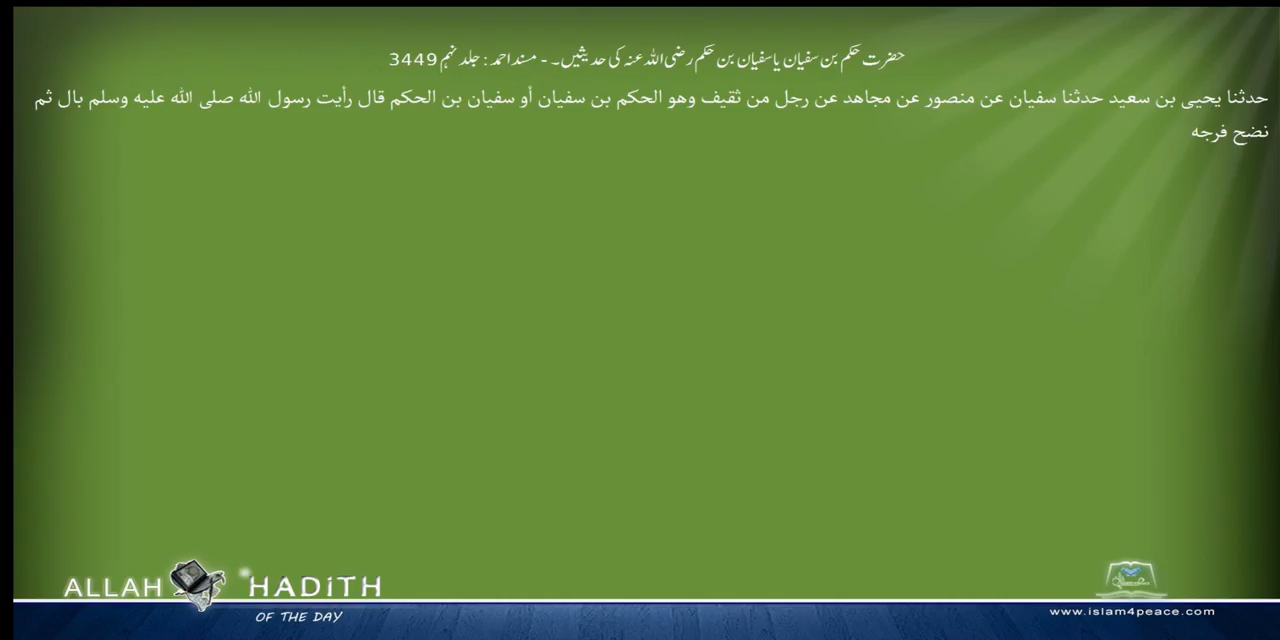 حضرت حکم بن سفیان یا سفیان بن حکم رضی اللہ عنہ کی حدیثیں۔ - مسند احمد : جلد نہم 3449
حدثنا يحيى بن سعيد حدثنا سفيان عن منصور عن مجاهد عن رجل من ثقيف وهو الحكم بن سفيان أو سفيان بن الحكم قال رأيت رسول الله صلى الله عليه وسلم بال ثم
نضح فرجه
ALLAH HADITH
OF THE DAY
www.islam4peace.com